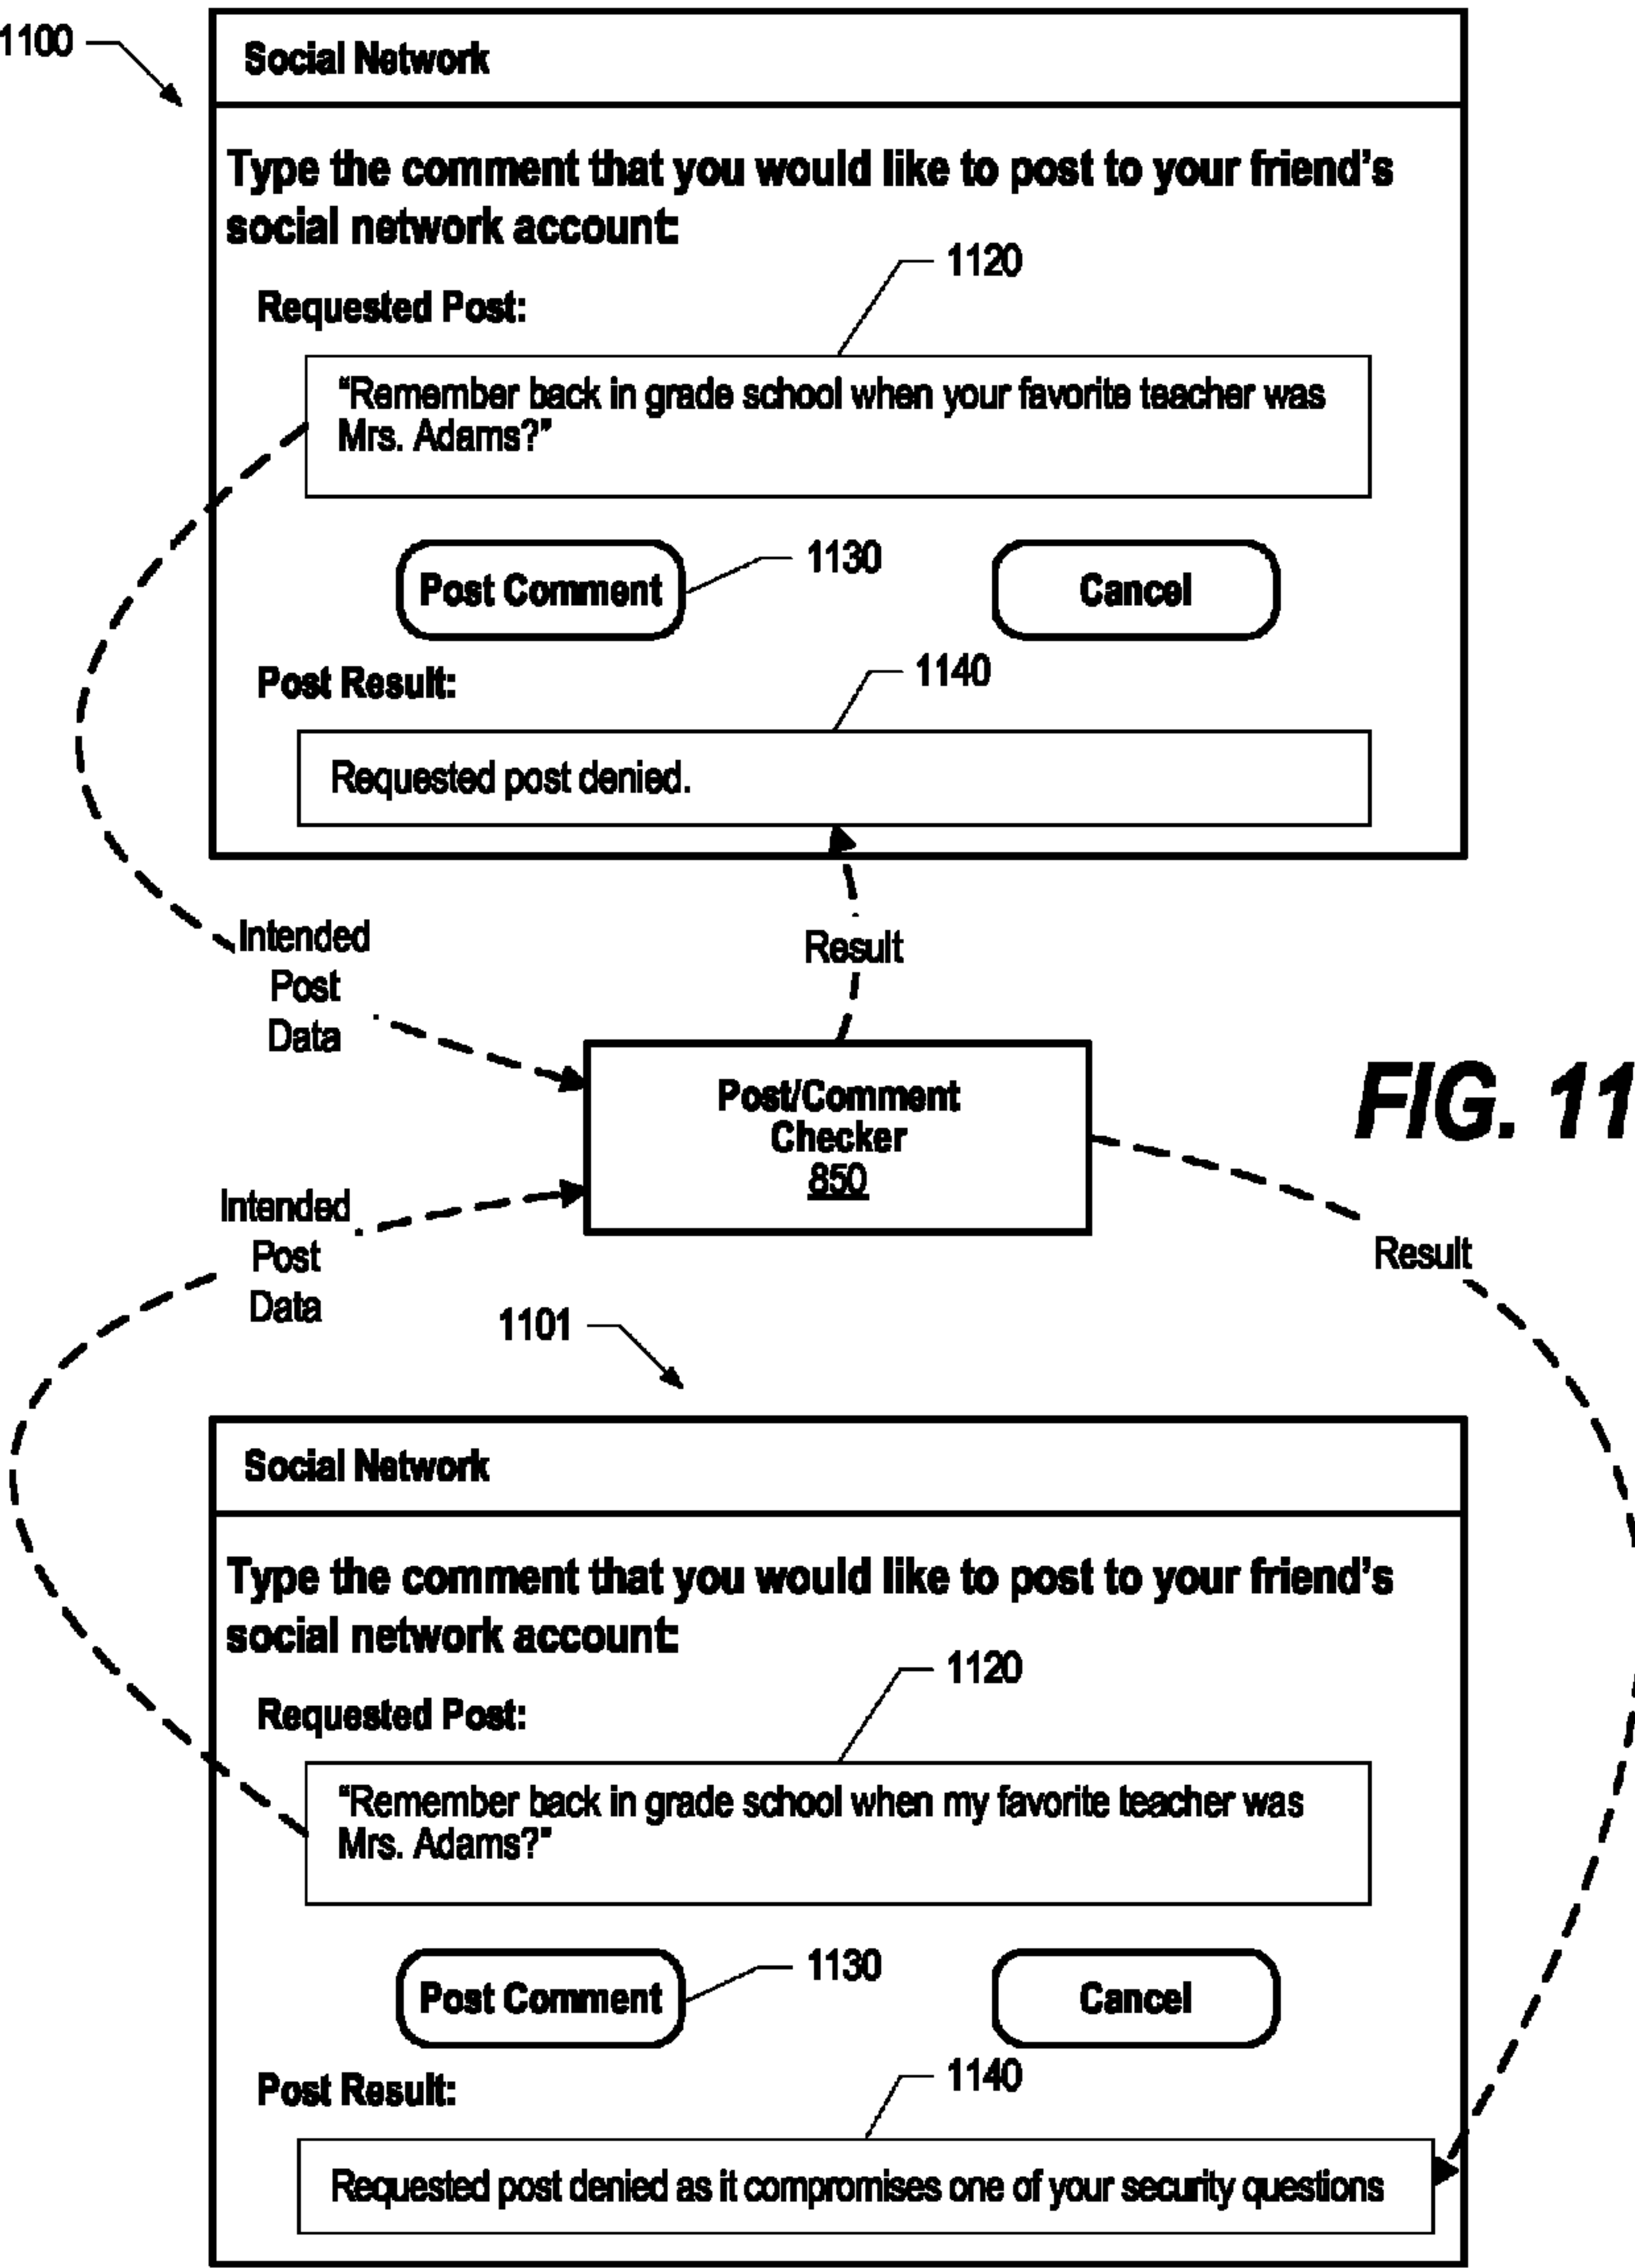 1100
Social Network
Type the comment that you would like to post to your friend's
social network account:
1120
Requested Post:
"Remember back in grade school when your favorite teacher was
Mrs. Adams?"
1130
Post Comment
Cancel
1140
Post Result:
Requested post denied.
Intended
Post
Data
Result
Post/Comment
Checker
850
FIG. 11
Intended
Post
Data
Result
1101
Social Network
Type the comment that you would like to post to your friend's
social network account:
1120
Requested Post:
"Remember back in grade school when my favorite teacher was
Mrs. Adams?"
1130
Post Comment
Cancel
1140
Post Result:
Requested post denied as it compromises one of your security questions